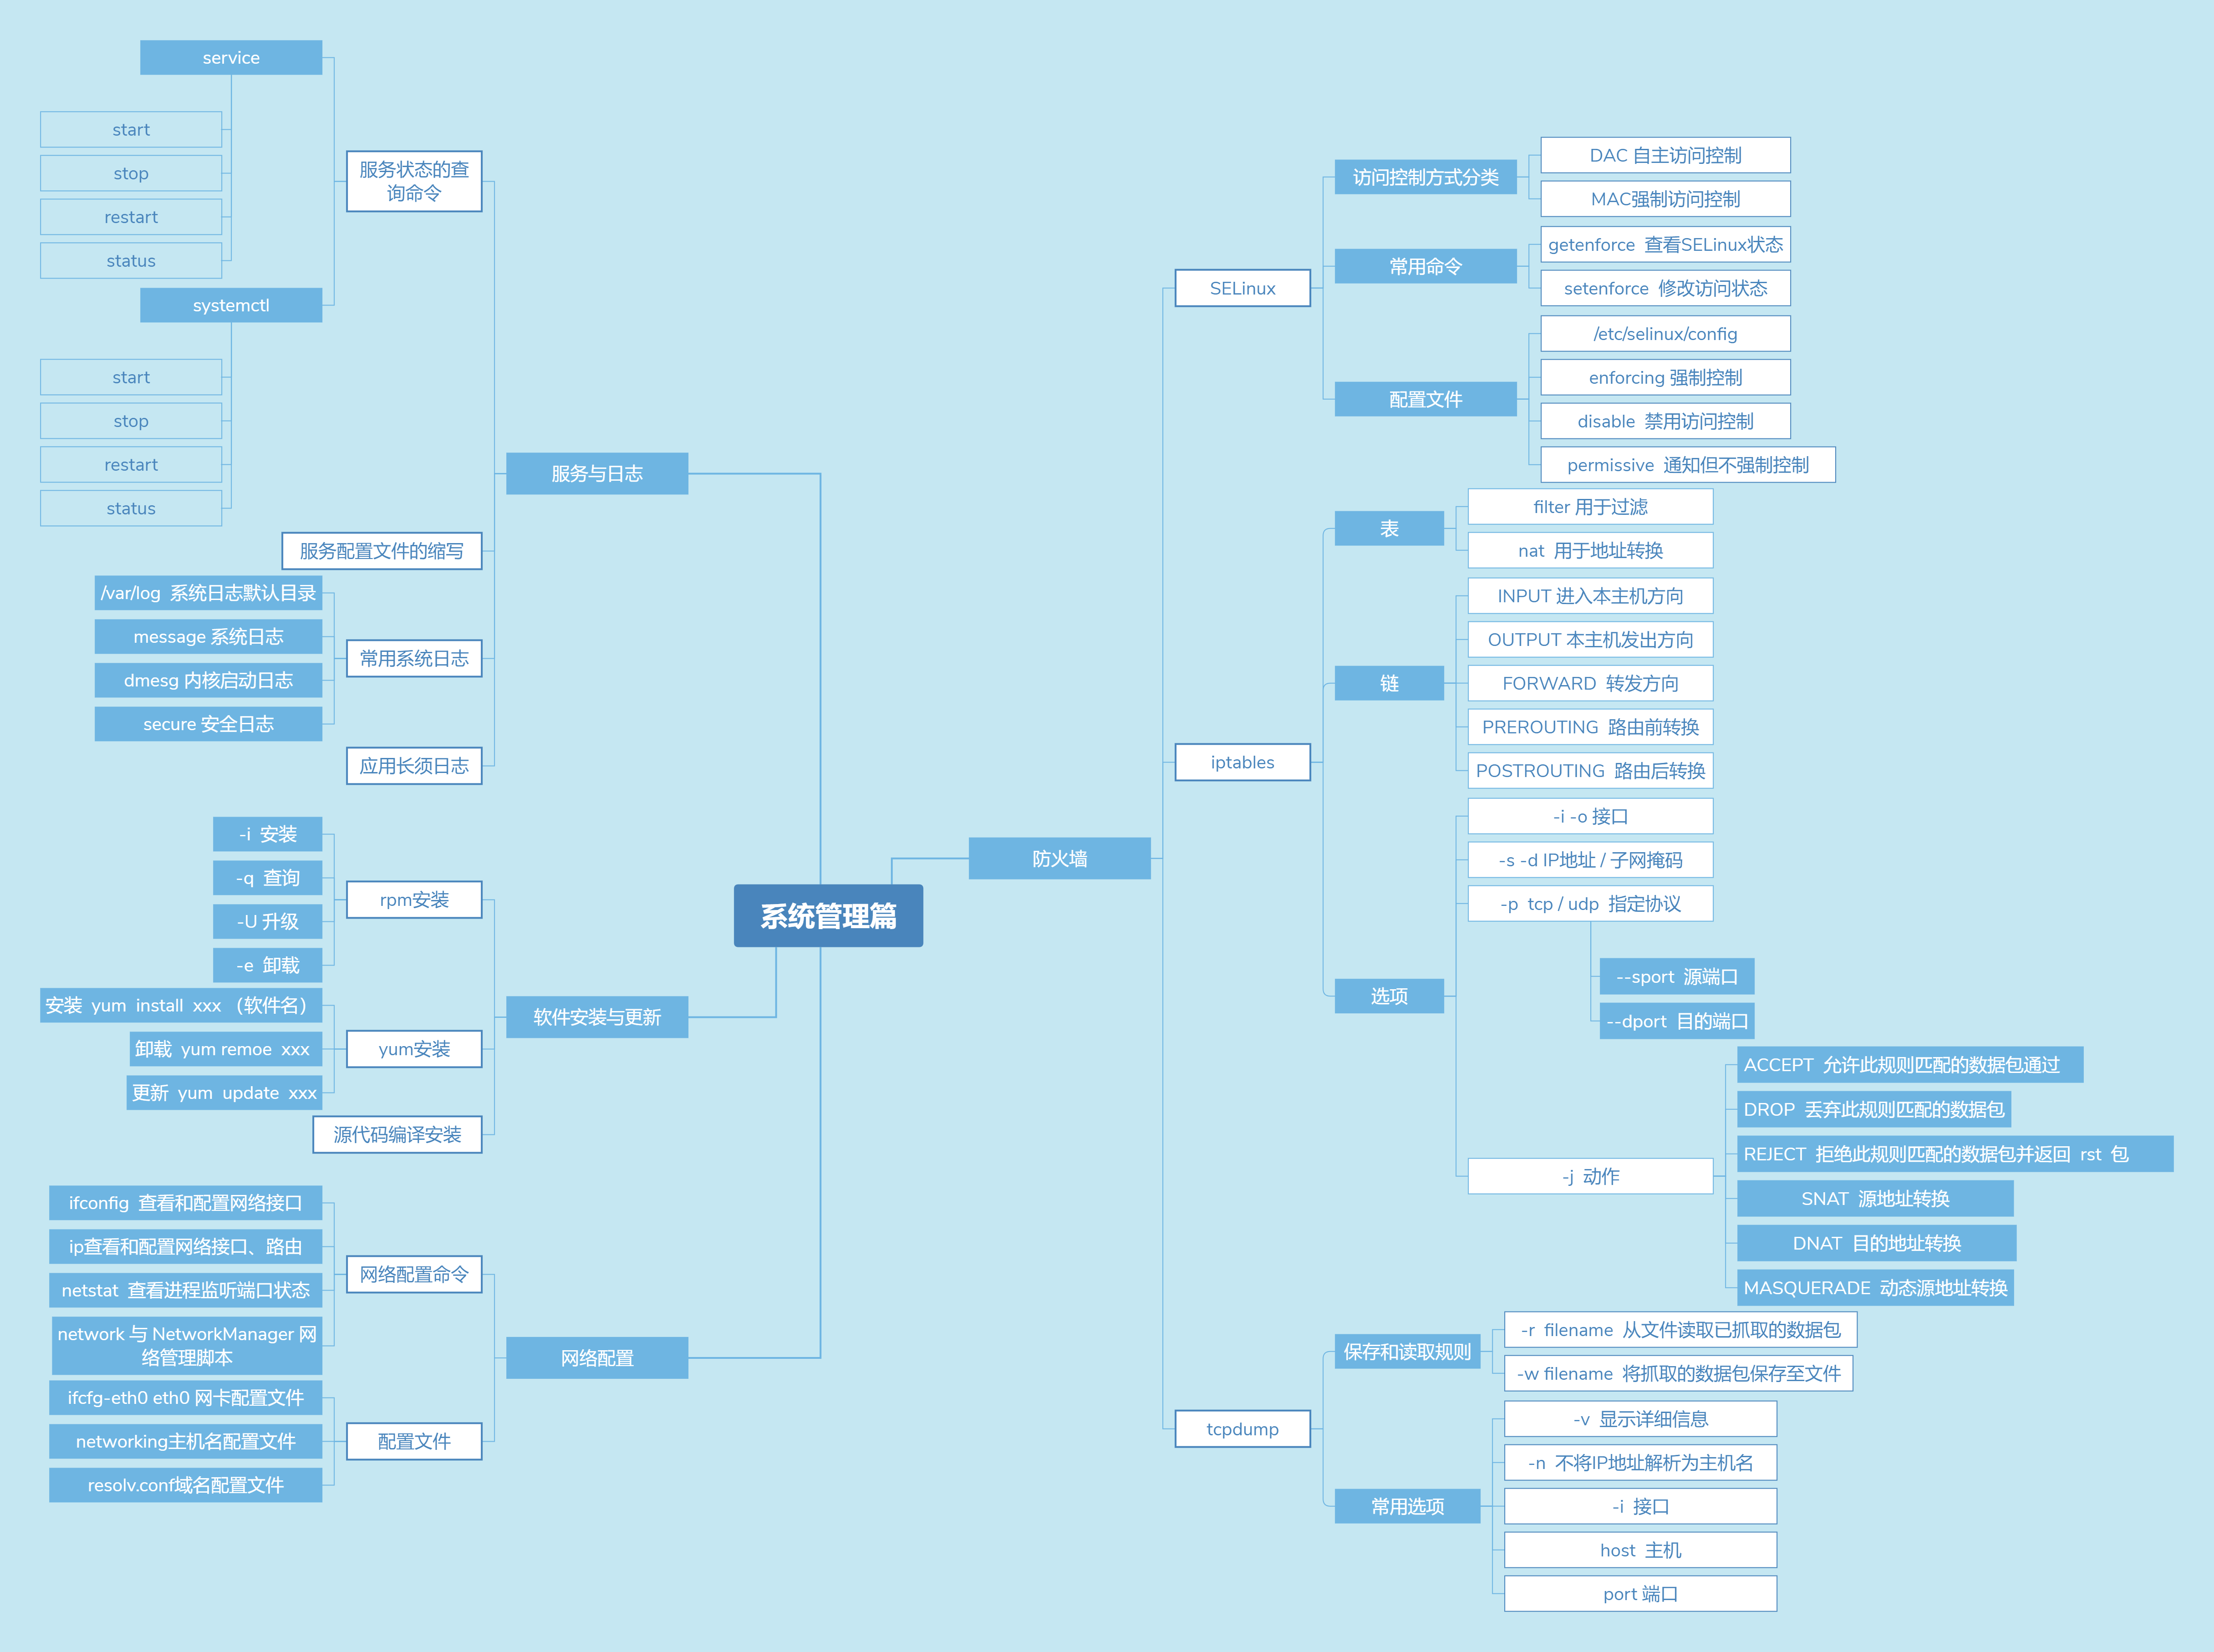 系统管理篇
服务与日志
服务状态的查
询命令
service
start
stop
restart
status
systemctl
start
stop
restart
status
服务配置文件的缩写
常用系统日志
/var/log 系统日志默认目录
message 系统日志
dmesg 内核启动日志
secure 安全日志
应用长须日志
软件安装与更新
rpm安装
-i 安装
-q 查询
-U 升级
-e 卸载
yum安装
安装 yum install xxx （软件名）
卸载 yum remoe xxx
更新 yum update xxx
源代码编译安装
网络配置
网络配置命令
ifconfig 查看和配置网络接口
ip查看和配置网络接口、路由
netstat 查看进程监听端口状态
network 与 NetworkManager 网
络管理脚本
配置文件
ifcfg-eth0 eth0 网卡配置文件
networking主机名配置文件
resolv.conf域名配置文件
防火墙
SELinux
访问控制方式分类
DAC 自主访问控制
MAC强制访问控制
常用命令
getenforce 查看SELinux状态
setenforce 修改访问状态
配置文件
/etc/selinux/config
enforcing 强制控制
disable 禁用访问控制
permissive 通知但不强制控制
iptables
表
filter 用于过滤
nat 用于地址转换
链
INPUT 进入本主机方向
OUTPUT 本主机发出方向
FORWARD 转发方向
PREROUTING 路由前转换
POSTROUTING 路由后转换
选项
-i -o 接口
-s -d IP地址 / 子网掩码
-p tcp / udp 指定协议
--sport 源端口
--dport 目的端口
-j 动作
ACCEPT 允许此规则匹配的数据包通过
DROP 丢弃此规则匹配的数据包
REJECT 拒绝此规则匹配的数据包并返回 rst 包
SNAT 源地址转换
DNAT 目的地址转换
MASQUERADE 动态源地址转换
tcpdump
保存和读取规则
-r filename 从文件读取已抓取的数据包
-w filename 将抓取的数据包保存至文件
常用选项
-v 显示详细信息
-n 不将IP地址解析为主机名
-i 接口
host 主机
port 端口